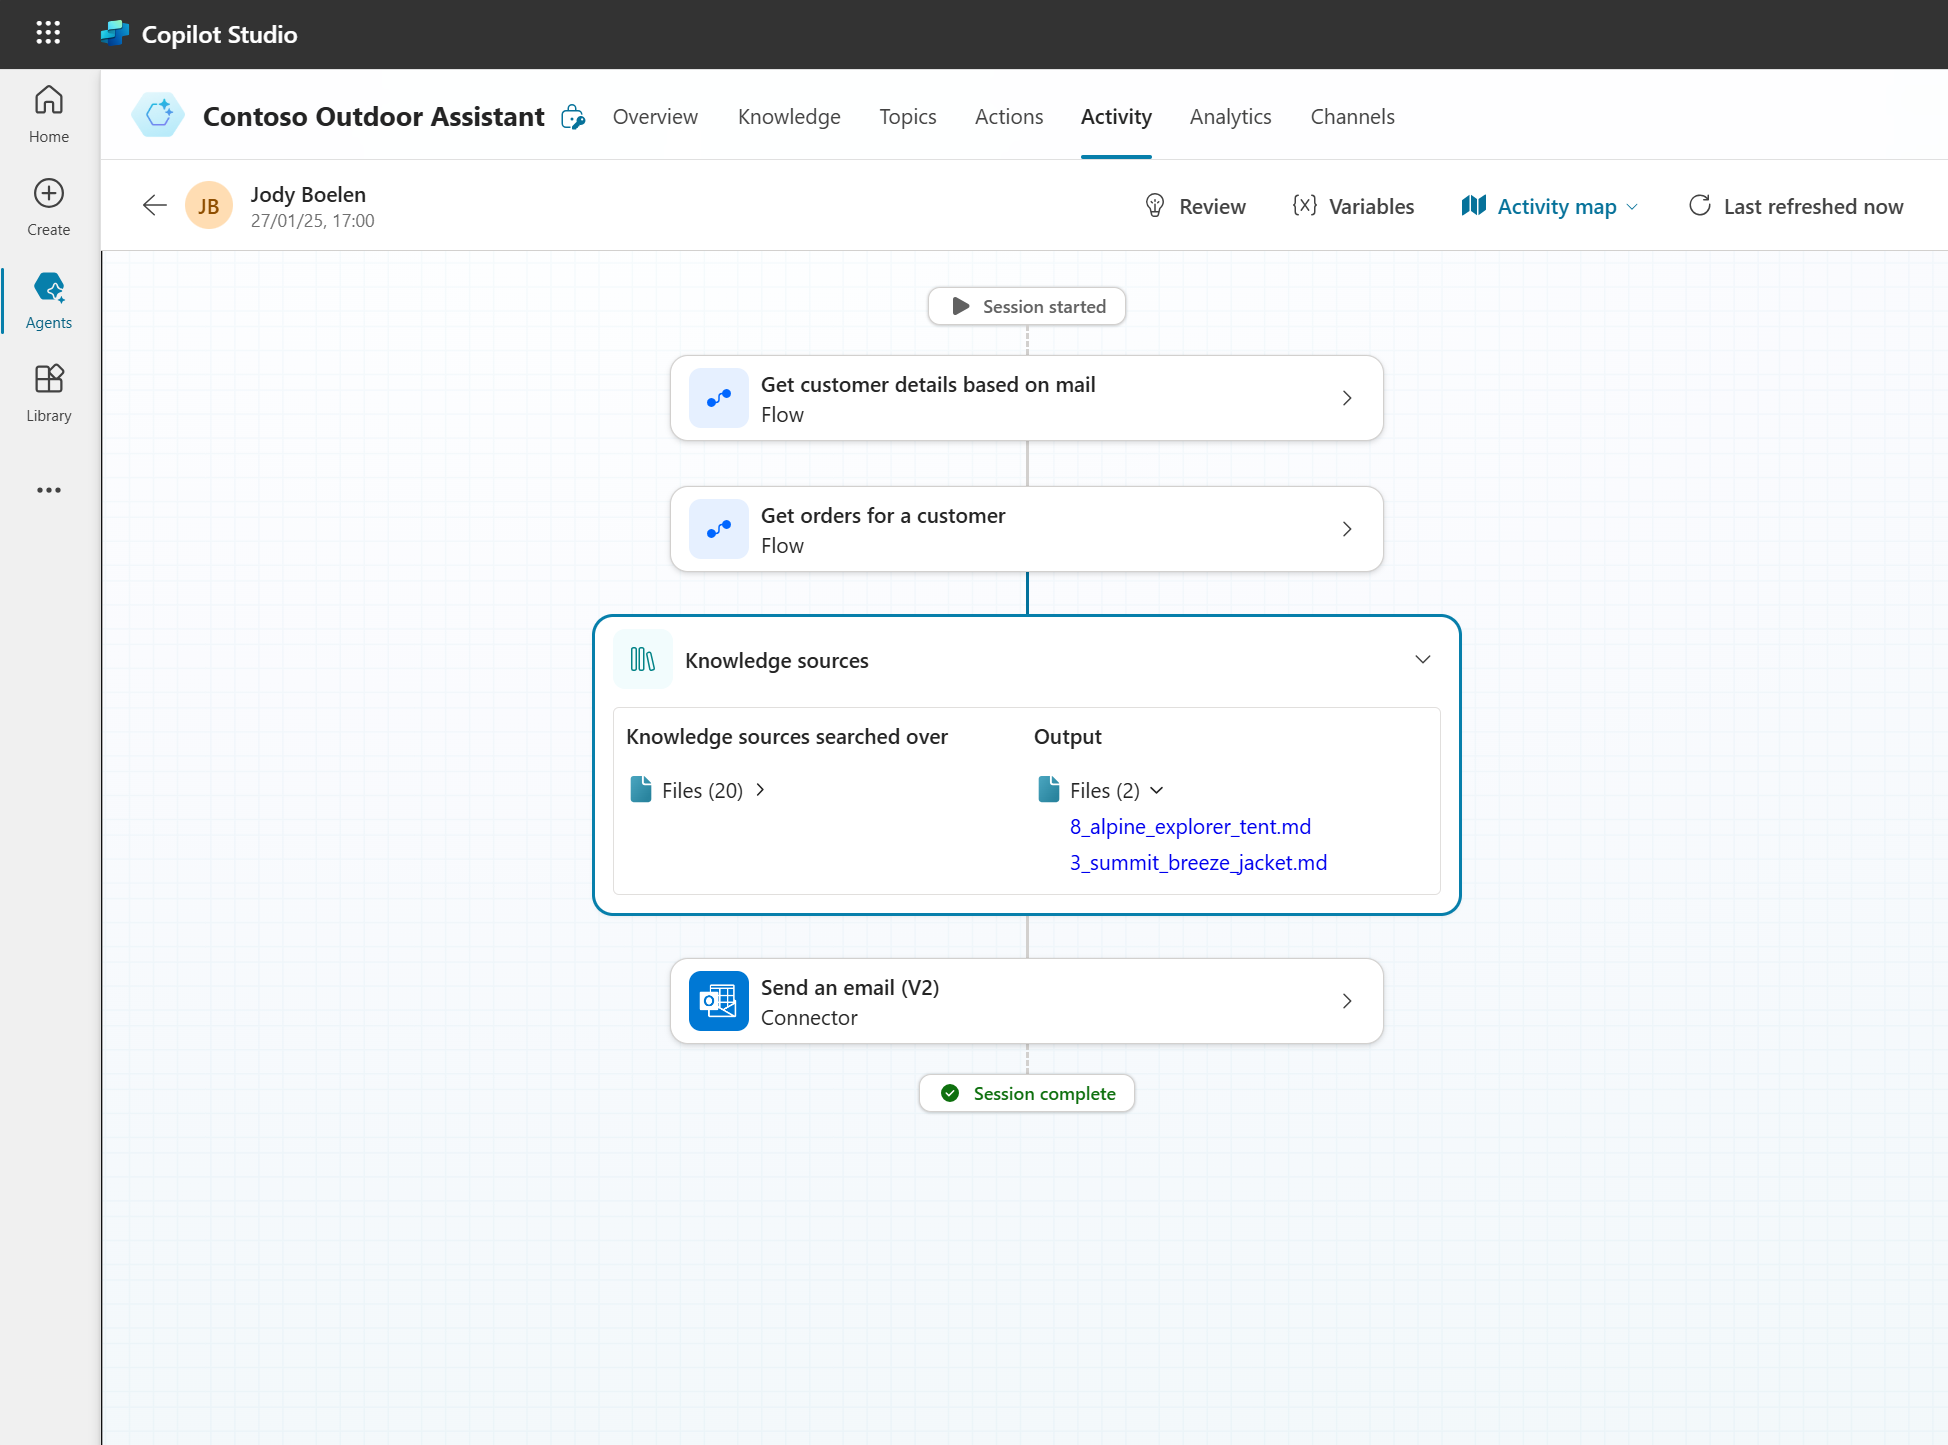 Copilot Studio
Home
Create
Agents
Library
Contoso Outdoor Assistant
Overview
Knowledge
Topics
Actions
Activity
Analytics
Channels
JB
Jody Boelen
27/01/25, 17:00
Review
{x} Variables
Activity map
Last refreshed now
Session started
Get customer details based on mail
Flow
Get orders for a customer
Flow
Knowledge sources
Knowledge sources searched over
Files (20)
Output
Files (2)
8_alpine_explorer_tent.md
3_summit_breeze_jacket.md
Send an email (V2)
Connector
Session complete